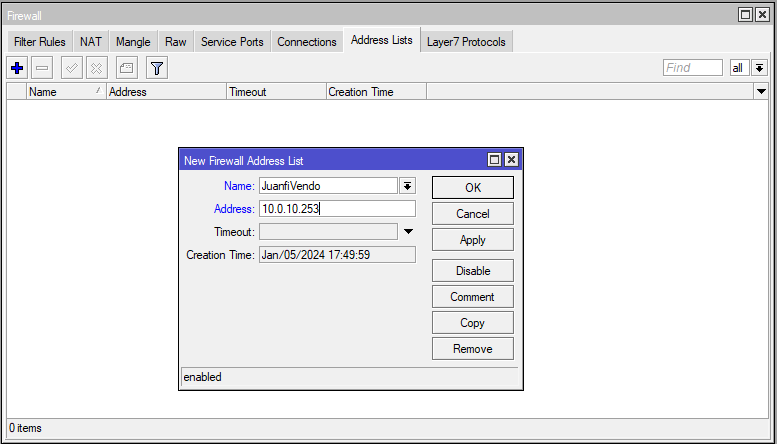 Firewall
Filter Rules NAT Mangle Raw Service Ports Connections Address Lists Layer7 Protocols
Find all
Name Address Timeout Creation Time
New Firewall Address List
Name: JuanfiVendo OK
Address: 10.0.10.253 Cancel
Timeout: Apply
Creation Time: Jan/05/2024 17:49:59
Disable
Comment
Copy
Remove
enabled
0 items